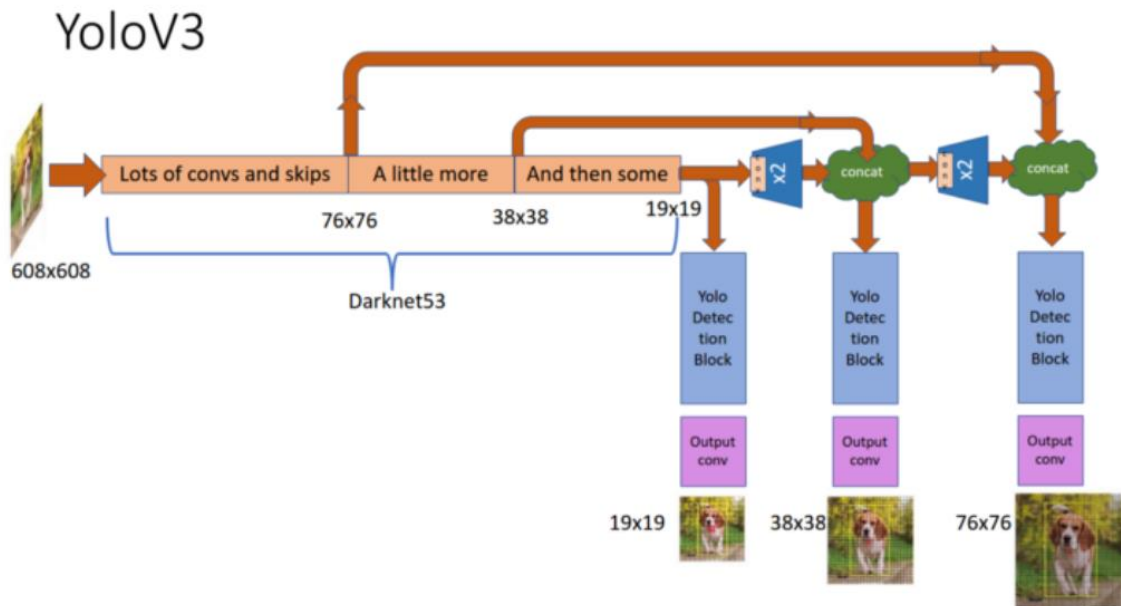 YoloV3
Lots of convs and skips
A little more
And then some
76x76
38x38
19x19
608x608
Darknet53
x2
concat
x2
concat
Yolo
Detec
tion
Block
Yolo
Detec
tion
Block
Yolo
Detec
tion
Block
Output
conv
Output
conv
Output
conv
19x19
38x38
76x76